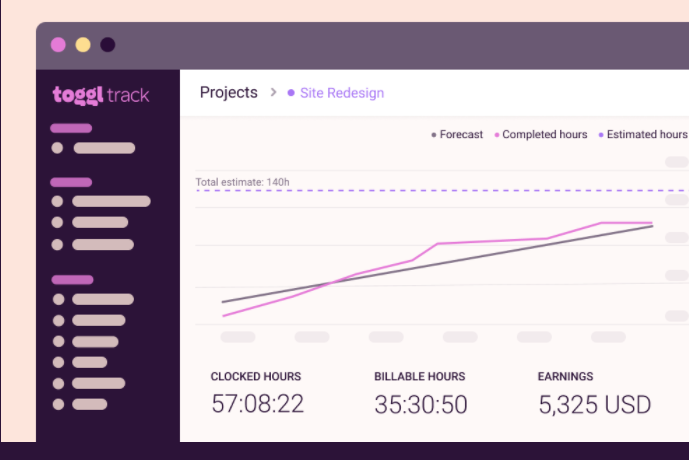 toggl track
Projects > Site Redesign
Forecast Completed hours Estimated hours
Total estimate: 140h
CLOCKED HOURS BILLABLE HOURS EARNINGS
57:08:22 35:30:50 5,325 USD